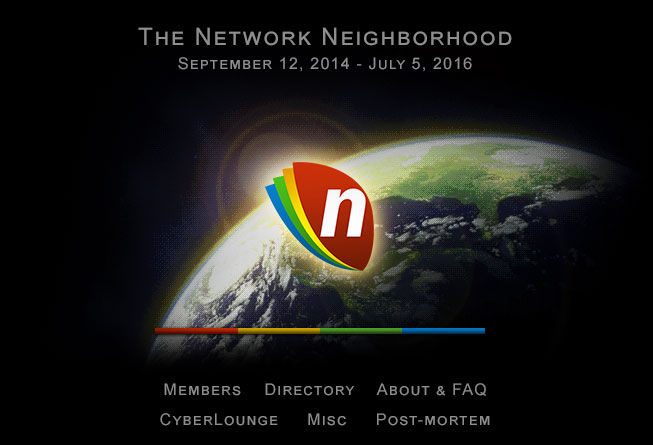 The Network Neighborhood
September 12, 2014 - July 5, 2016
n
Members Directory About & FAQ
CyberLounge Misc Post-mortem